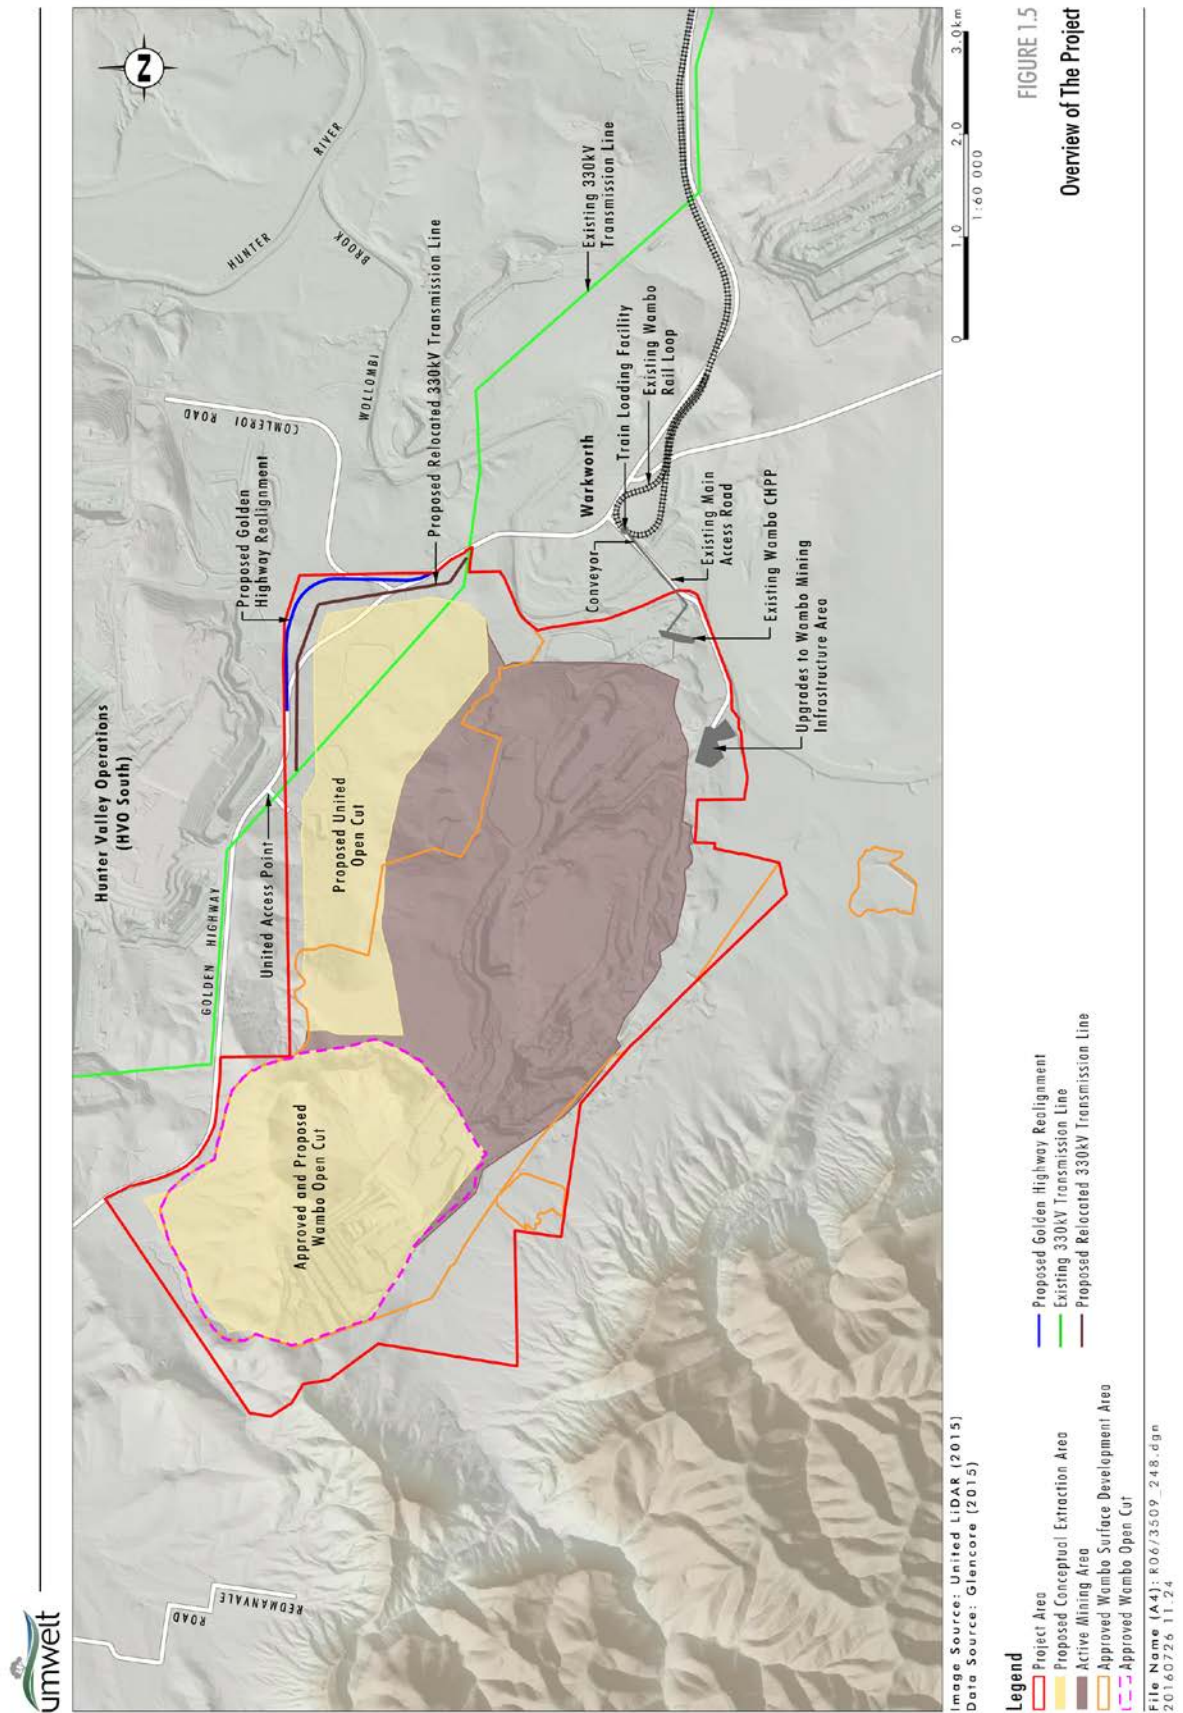 umwelt
HUNTER
RIVER
WOLLOMBI
BROOK
COMLEROI
ROAD
Hunter Valley Operations
(HVO South)
GOLDEN HIGHWAY
United Access Point
Proposed Golden
Highway Realignment
Proposed Relocated 330kV Transmission Line
Existing 330kV
Transmission Line
Proposed United
Open Cut
Approved and Proposed
Wambo Open Cut
Warkworth
Train Loading Facility
Existing Wambo
Rail Loop
Conveyor
Existing Main
Access Road
Existing Wambo CHPP
Upgrades to Wambo Mining
Infrastructure Area
REDMANVALE
ROAD
N
Image Source: United LiDAR (2015)
Data Source: Glencore (2015)
0 1.0 2.0 3.0km
1:60 000
Legend
Project Area
Proposed Conceptual Extraction Area
Active Mining Area
Approved Wambo Surface Development Area
Approved Wambo Open Cut
Proposed Golden Highway Realignment
Existing 330kV Transmission Line
Proposed Relocated 330kV Transmission Line
FIGURE 1.5
Overview of The Project
File Name (A4): R06/3509_248.dgn
20160726 11.24